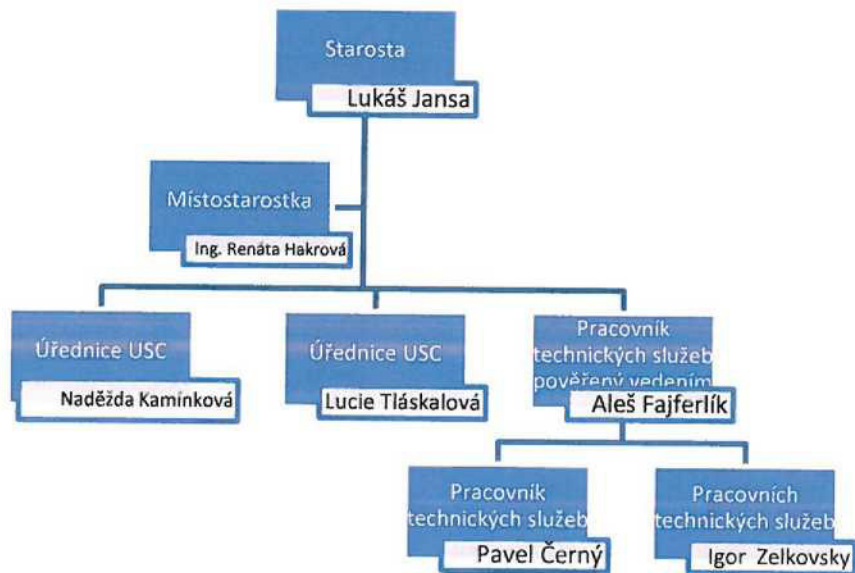 Starosta
Lukáš Jansa
Místostarostka
Ing. Renáta Hakrová
Úřednice USC
Naděžda Kamínková
Úřednice USC
Lucie Tláskalová
Pracovník
technických služeb
pověřený vedením
Aleš Fajferlík
Pracovník
technických služeb
Pavel Černý
Pracovních
technických služeb
Igor Zelkovsky